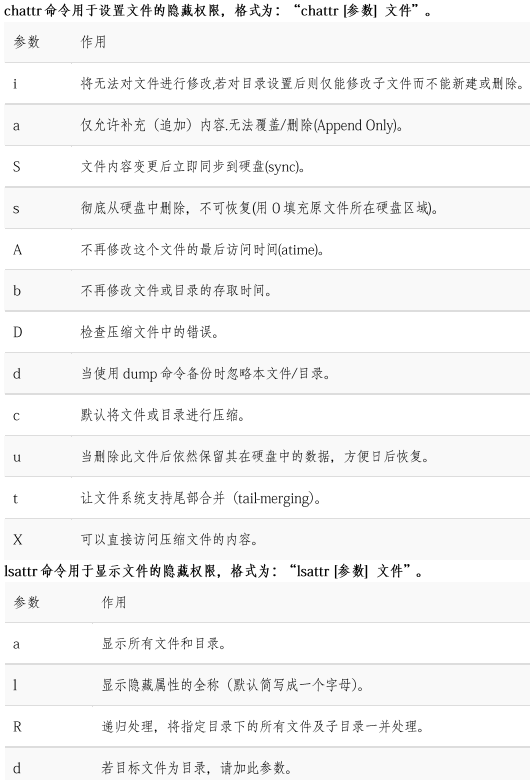 chattr 命令用于设置文件的隐藏权限，格式为：“chattr [参数] 文件”。
参数 作用
i 将无法对文件进行修改,若对目录设置后则仅能修改子文件而不能新建或删除。
a 仅允许补充（追加）内容.无法覆盖/删除(Append Only)。
S 文件内容变更后立即同步到硬盘(sync)。
s 彻底从硬盘中删除，不可恢复(用 0 填充原文件所在硬盘区域)。
A 不再修改这个文件的最后访问时间(atime)。
b 不再修改文件或目录的存取时间。
D 检查压缩文件中的错误。
d 当使用 dump 命令备份时忽略本文件/目录。
c 默认将文件或目录进行压缩。
u 当删除此文件后依然保留其在硬盘中的数据，方便日后恢复。
t 让文件系统支持尾部合并（tail-merging）。
X 可以直接访问压缩文件的内容。
lsattr 命令用于显示文件的隐藏权限，格式为：“lsattr [参数] 文件”。
参数 作用
a 显示所有文件和目录。
l 显示隐藏属性的全称（默认简写成一个字母）。
R 递归处理，将指定目录下的所有文件及子目录一并处理。
d 若目标文件为目录，请加此参数。